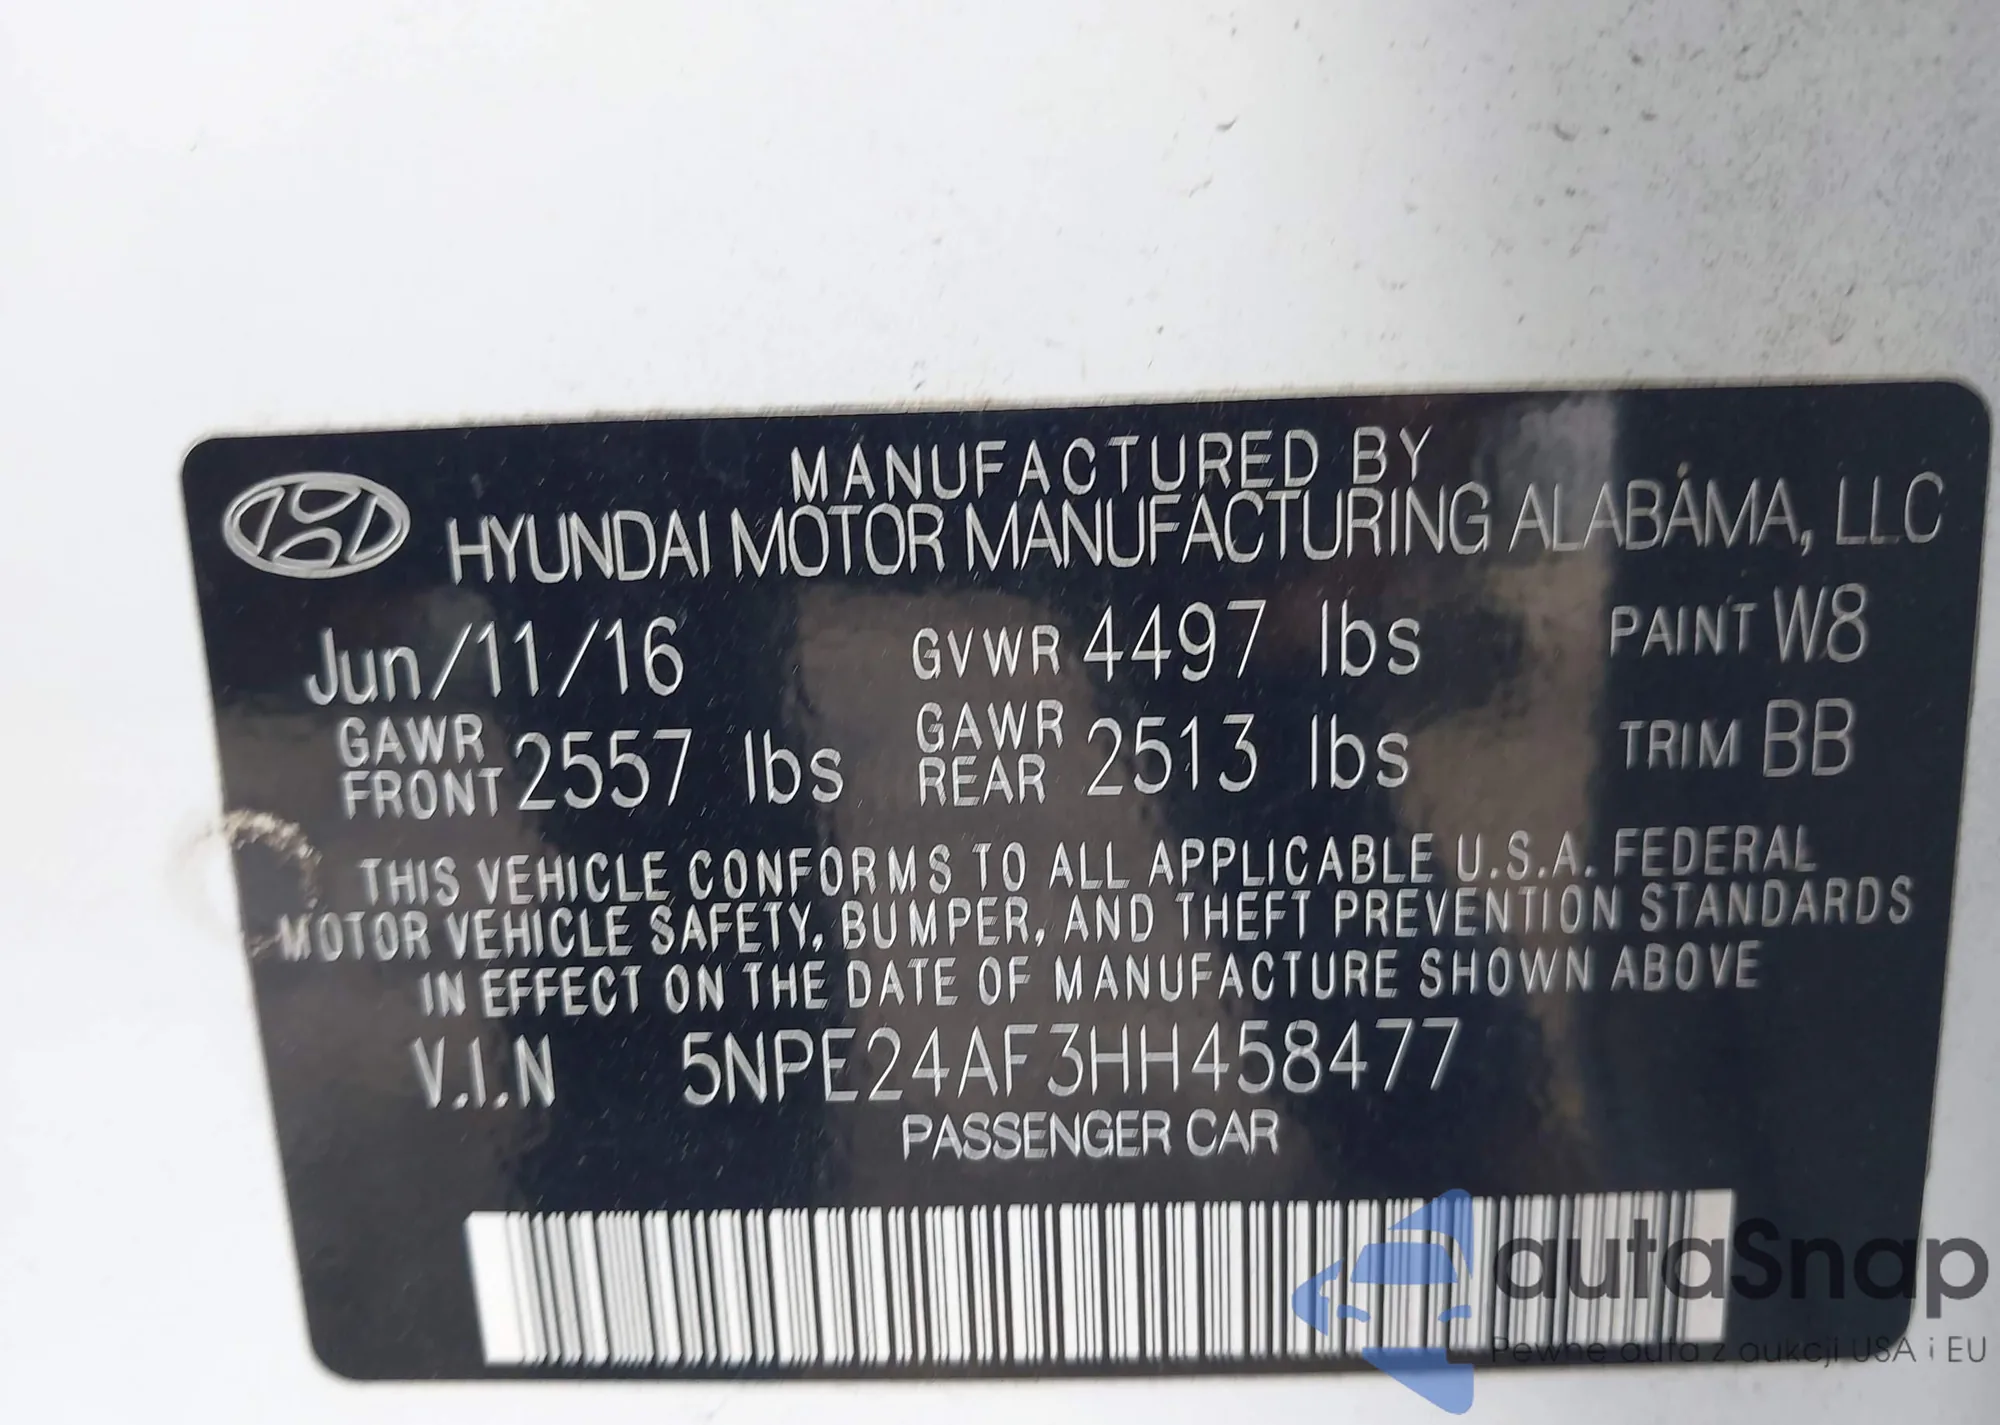 MANUFACTURED BY
HYUNDAI MOTOR MANUFACTURING ALABAMA, LLC
Jun/11/16 GVWR 4497 lbs PAINT W8
GAWR FRONT 2557 lbs GAWR REAR 2513 lbs TRIM BB
THIS VEHICLE CONFORMS TO ALL APPLICABLE U.S.A. FEDERAL
MOTOR VEHICLE SAFETY, BUMPER, AND THEFT PREVENTION STANDARDS
IN EFFECT ON THE DATE OF MANUFACTURE SHOWN ABOVE
V.I.N 5NPE24AF3HH458477
PASSENGER CAR
autaSnap
Pewne auta z aukcji USA i EU